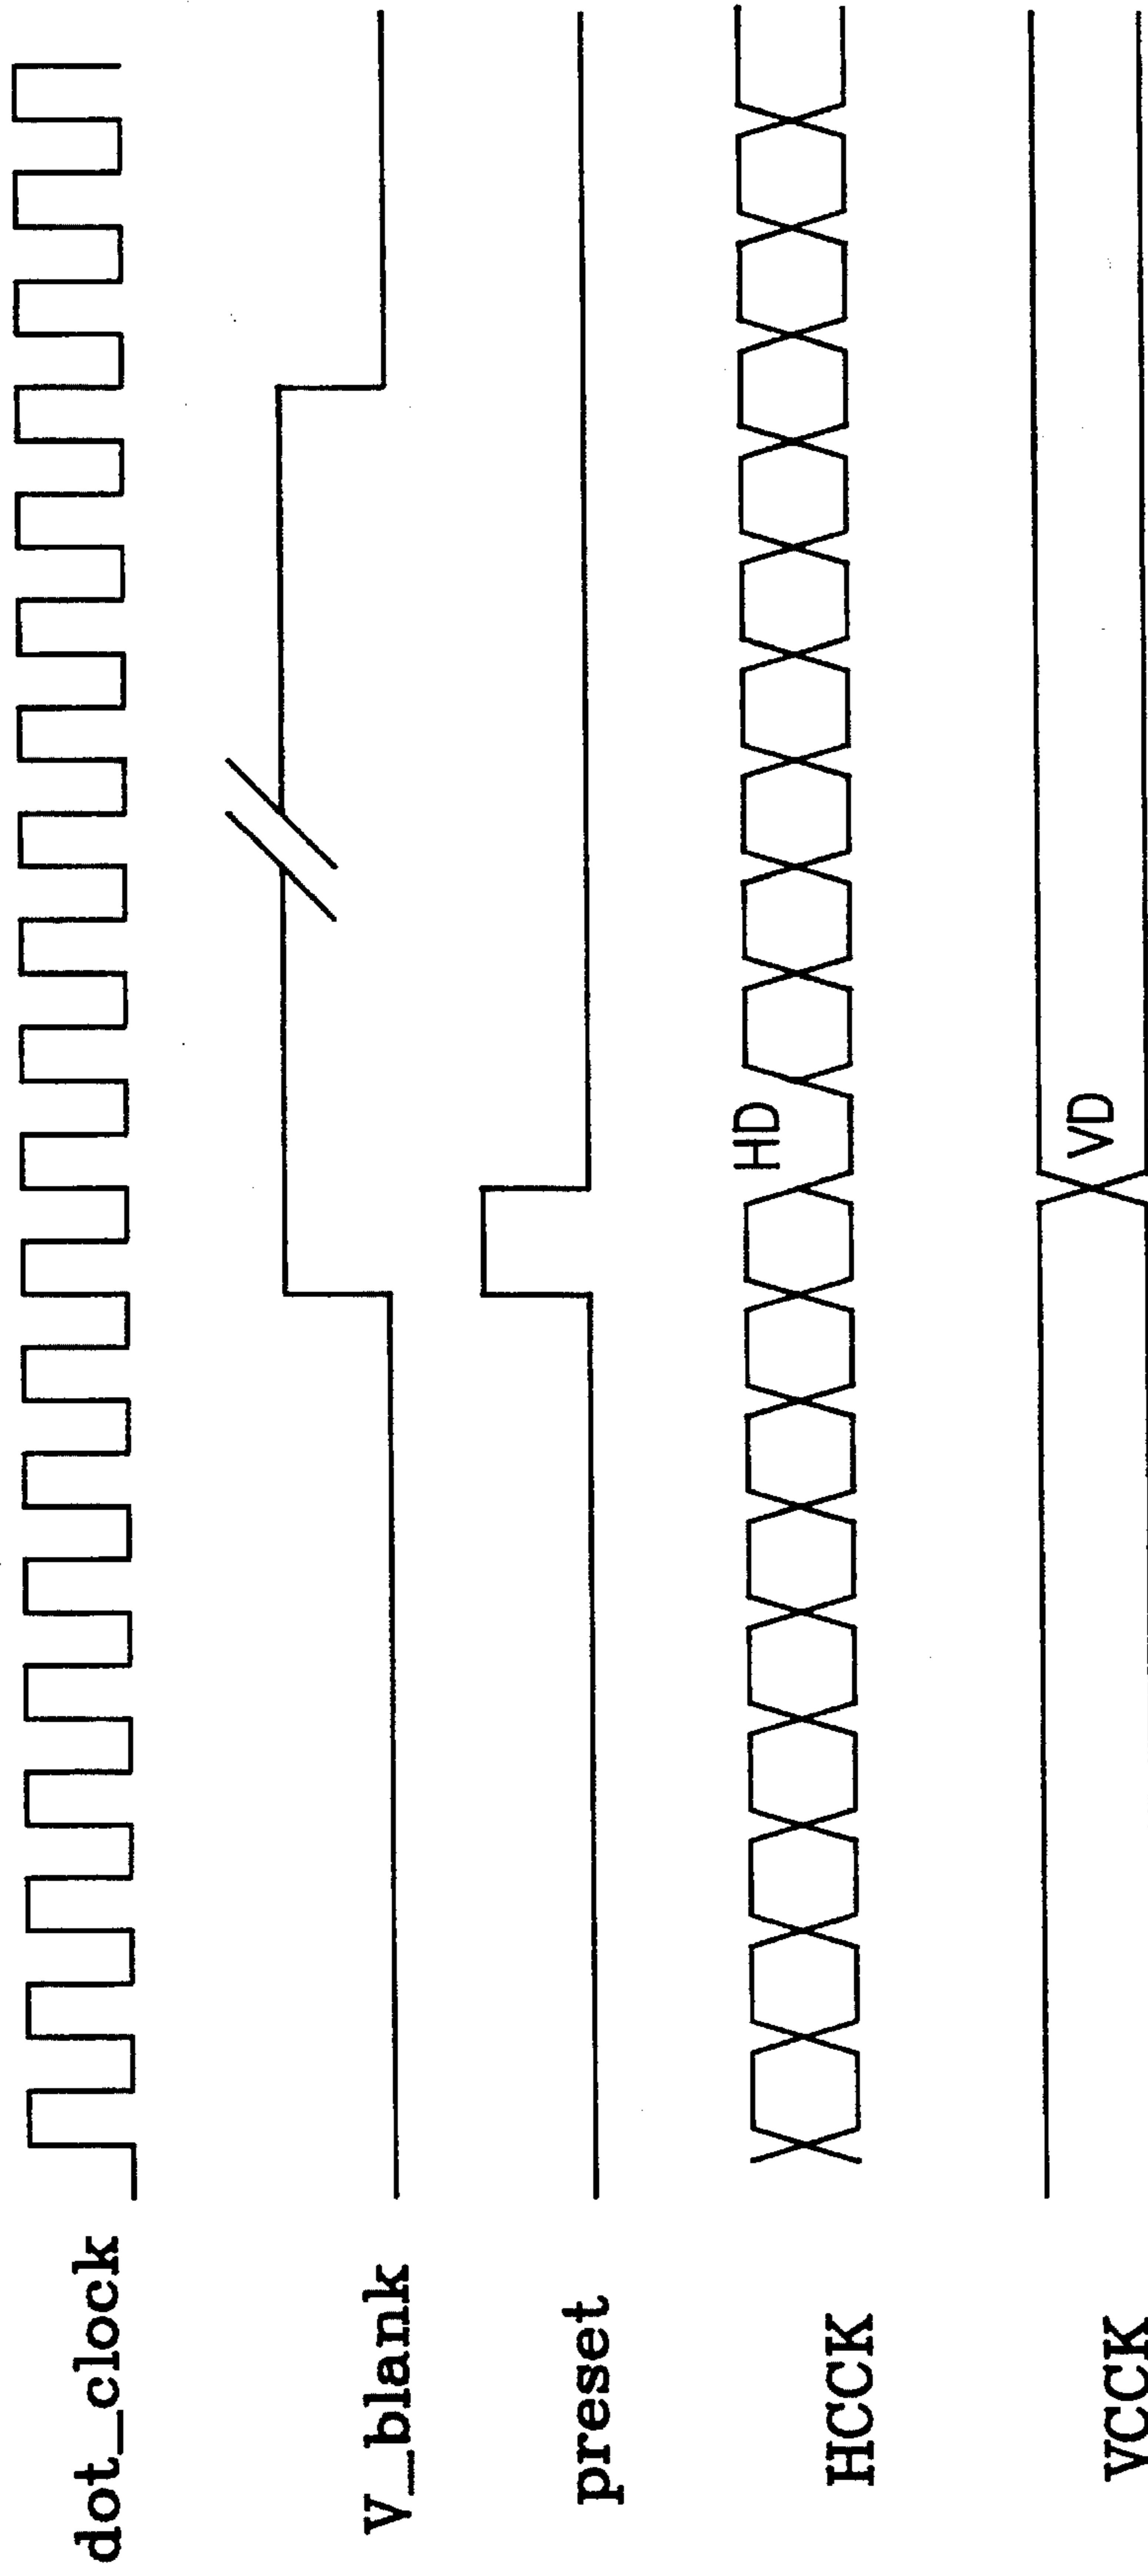 dot_clock
v_blank
preset
HCCK
HD
VCCK
VD